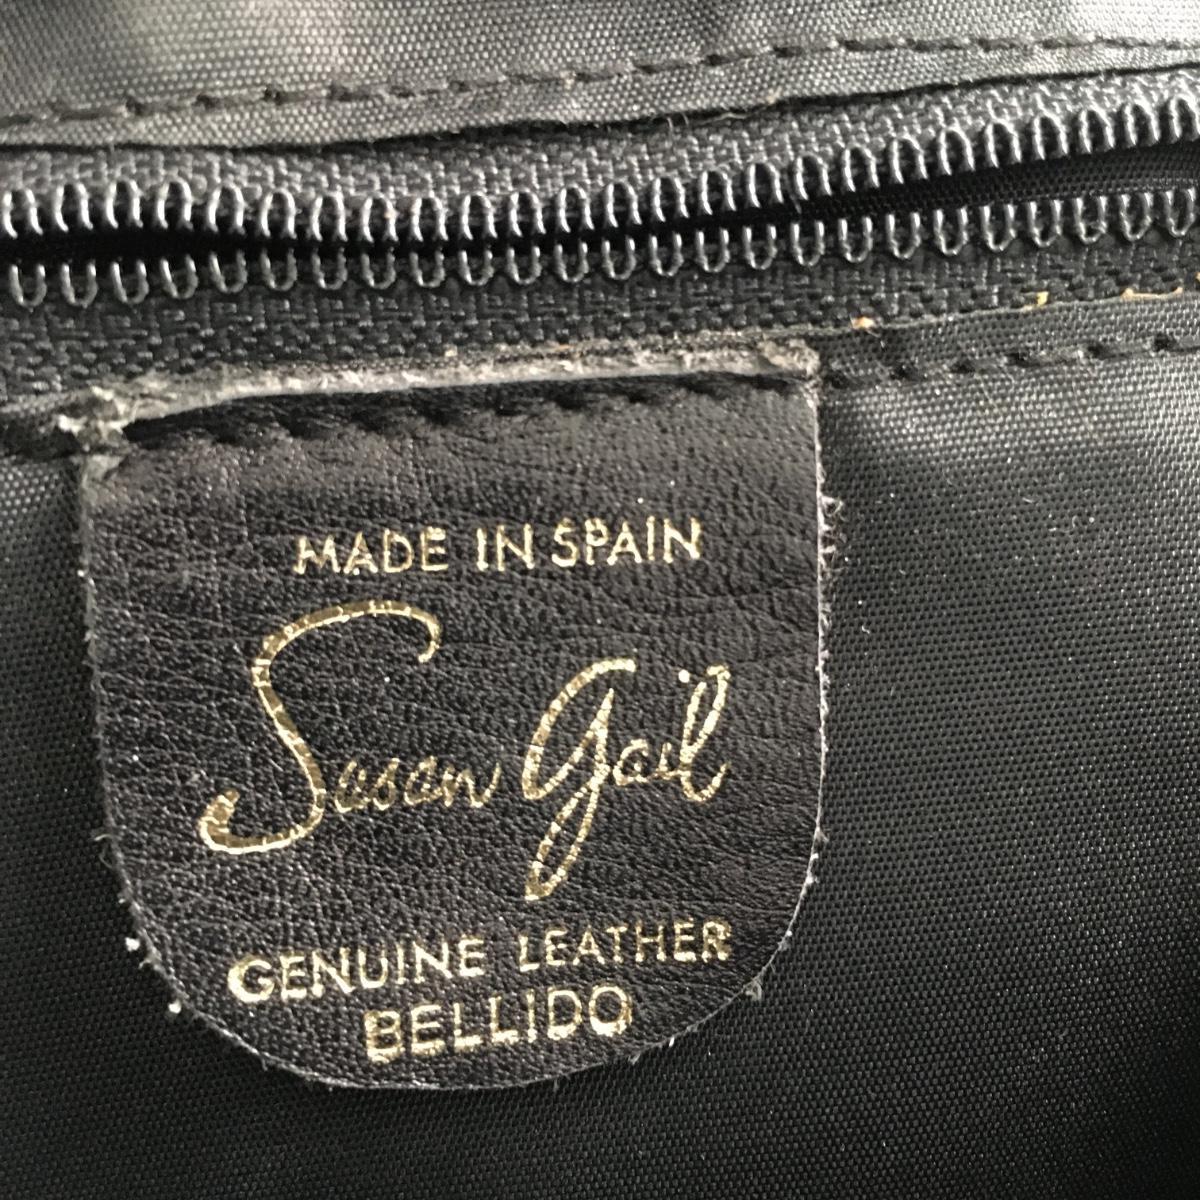 MADE IN SPAIN
Susan Gail
GENUINE LEATHER
BELLIDO